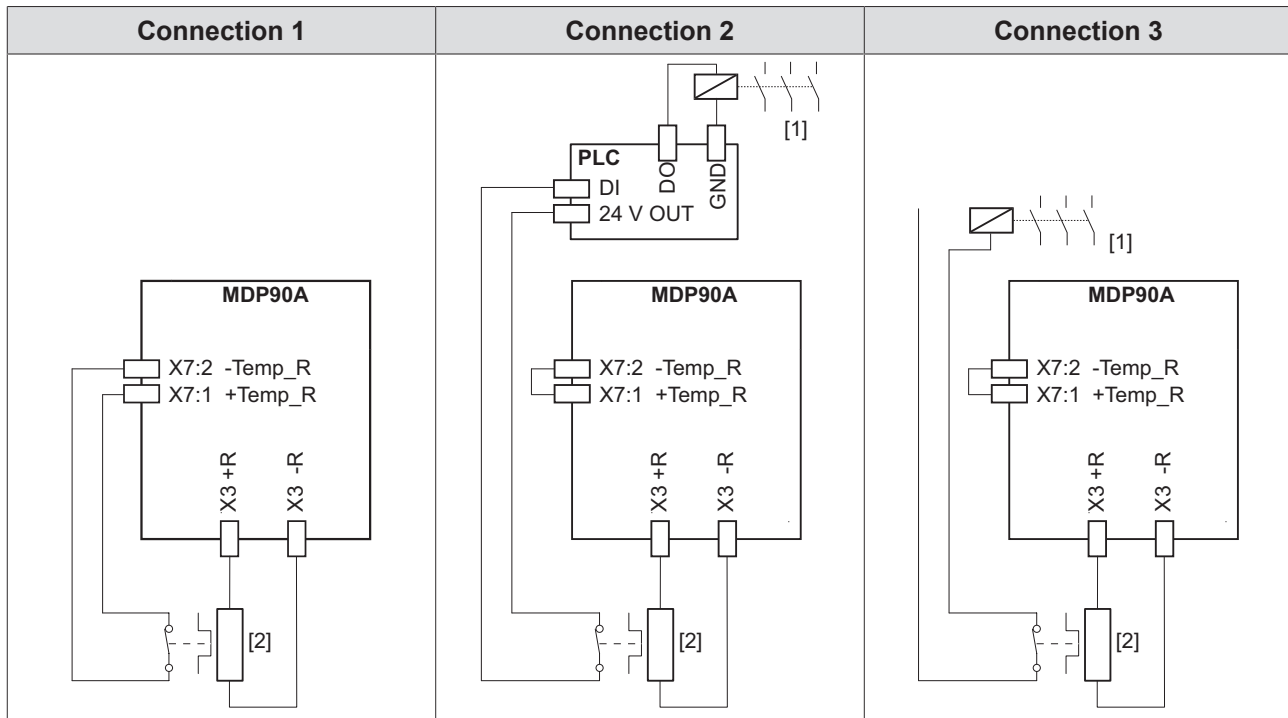 Connection 1
Connection 2
Connection 3
[1]
PLC
DO
GND
DI
24 V OUT
[1]
MDP90A
X7:2 -Temp_R
X7:1 +Temp_R
X3 +R
X3 -R
[2]
MDP90A
X7:2 -Temp_R
X7:1 +Temp_R
X3 +R
X3 -R
[2]
MDP90A
X7:2 -Temp_R
X7:1 +Temp_R
X3 +R
X3 -R
[2]